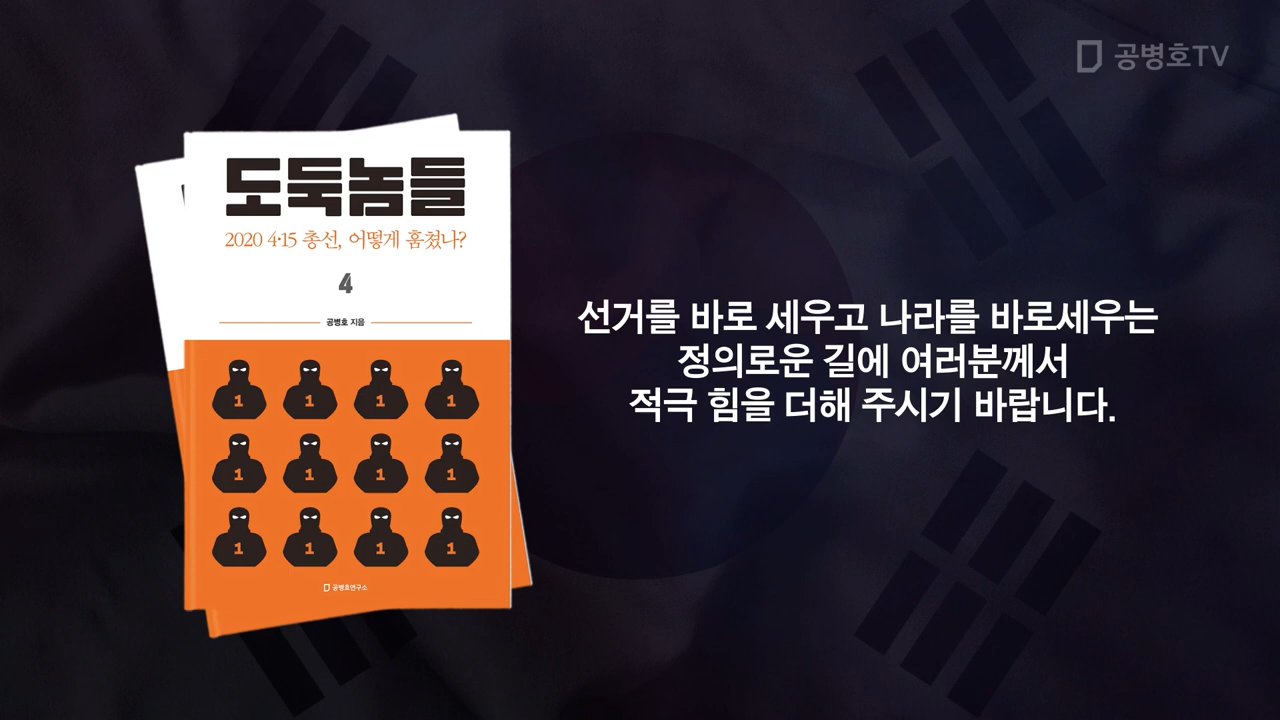 공병호TV
도둑놈들
2020 4·15 총선, 어떻게 훔쳤나?
4
공병호 지음
1 1 1 1
1 1 1 1
1 1 1 1
공병호연구소
선거를 바로 세우고 나라를 바로세우는
정의로운 길에 여러분께서
적극 힘을 더해 주시기 바랍니다.